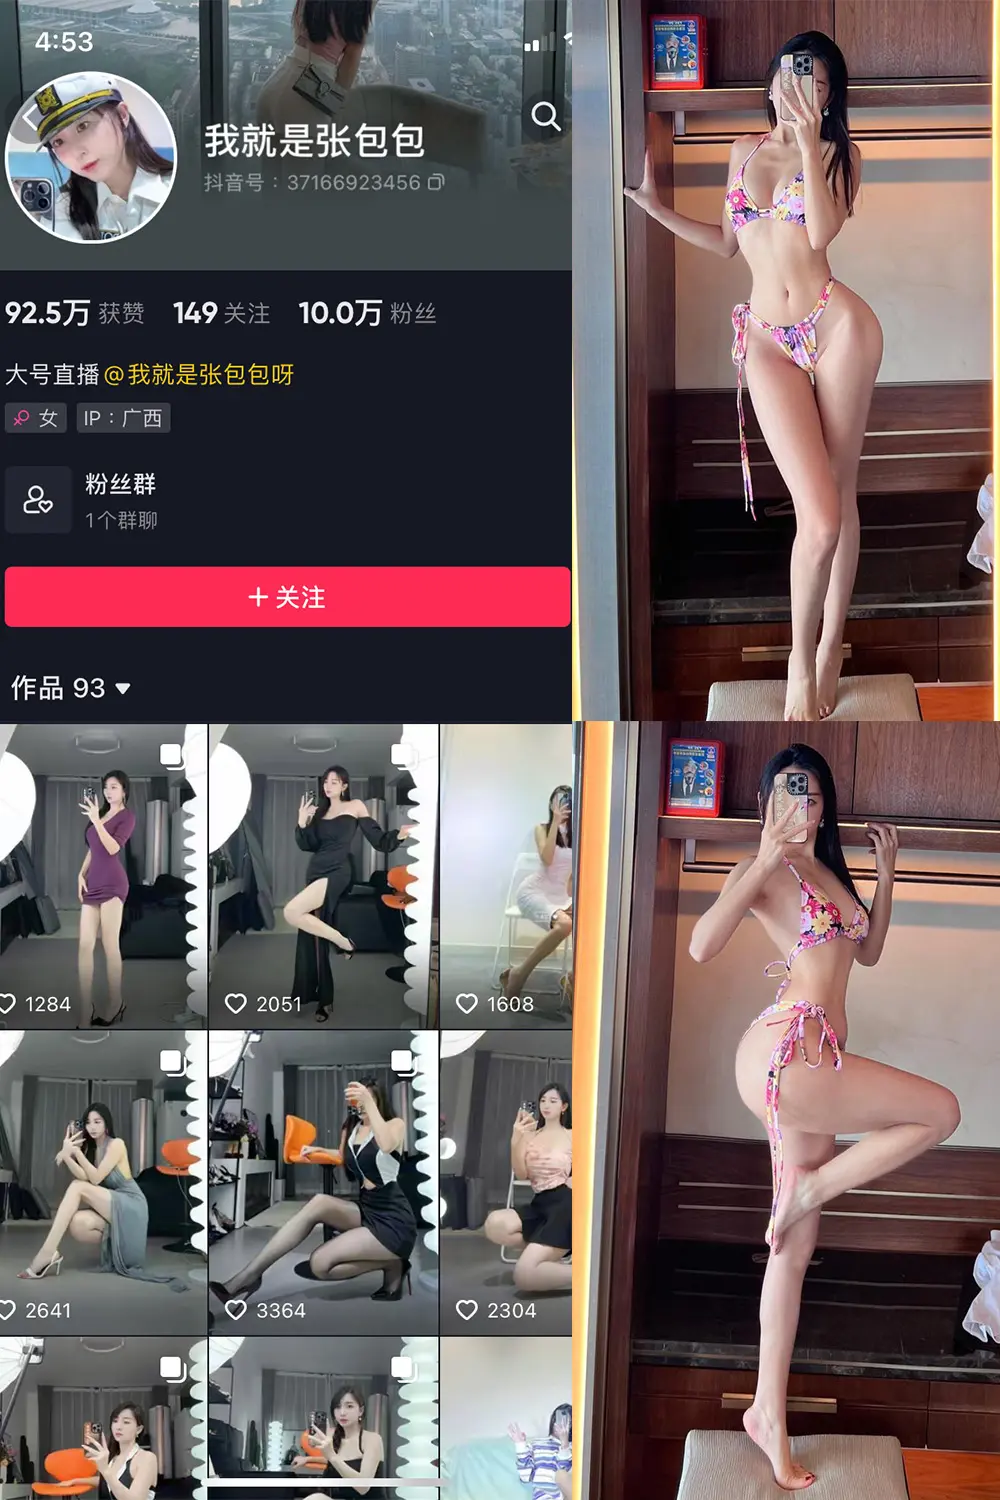 4:53
我就是张包包
抖音号：37166923456
92.5万 获赞 149 关注 10.0万 粉丝
大号直播@我就是张包包呀
女 IP：广西
粉丝群
1个群聊
+ 关注
作品 93
1284 2051 1608
2641 3364 2304